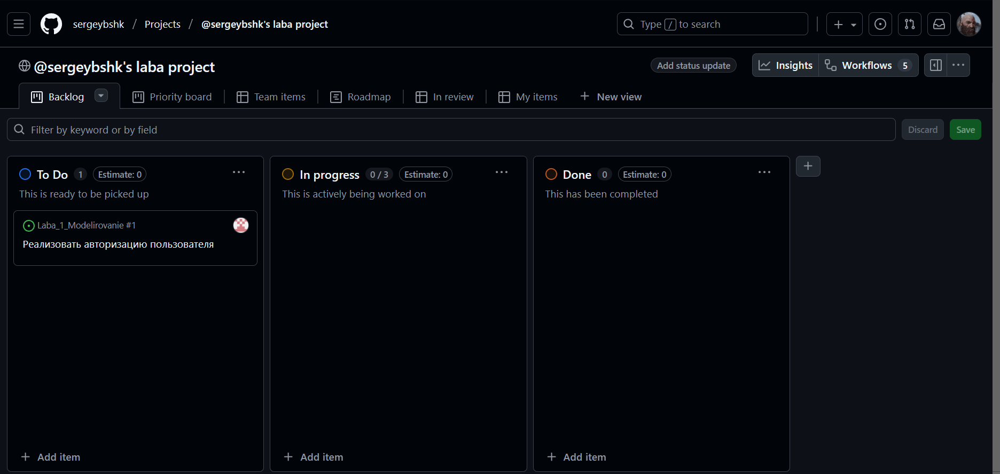 sergeybshk / Projects / @sergeybshk's laba project
Type / to search
@sergeybshk's laba project
Add status update
Insights
Workflows 5
Backlog
Priority board
Team items
Roadmap
In review
My items
New view
Filter by keyword or by field
Discard
Save
To Do 1 Estimate: 0
This is ready to be picked up
Laba_1_Modelirovanie #1
Реализовать авторизацию пользователя
Add item
In progress 0 / 3 Estimate: 0
This is actively being worked on
Add item
Done 0 Estimate: 0
This has been completed
Add item